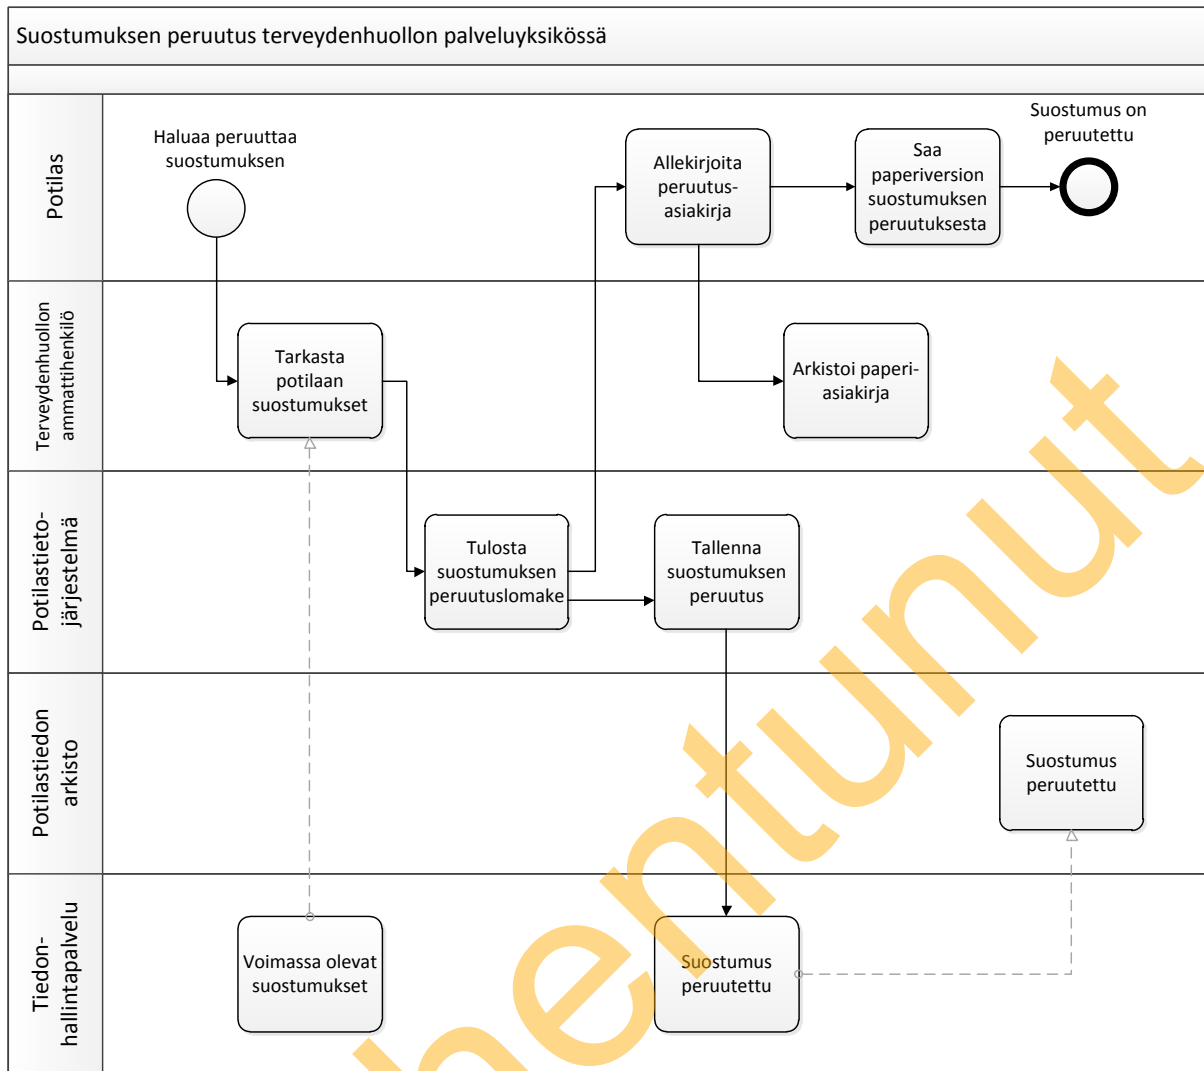 Suostumuksen peruutus terveydenhuollon palveluyksikössä
Potilas
Haluaa peruuttaa
suostumuksen
Allekirjoita
peruutus-
asiakirja
Saa
paperiversion
suostumuksen
peruutuksesta
Suostumus on
peruutettu
Terveydenhuollon
ammattihenkilö
Tarkasta
potilaan
suostumukset
Arkistoi paperi-
asiakirja
Potilastieto-
järjestelmä
Tulosta
suostumuksen
peruutuslomake
Tallenna
suostumuksen
peruutus
Potilastiedon
arkisto
Suostumus
peruutettu
Tiedon-
hallintapalvelu
Voimassa olevat
suostumukset
Suostumus
peruutettu
hentunut